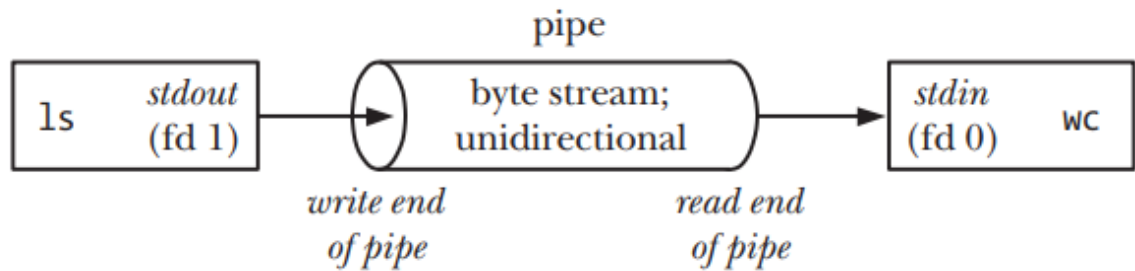 pipe
ls
stdout
(fd 1)
byte stream;
unidirectional
stdin
(fd 0)
wc
write end
of pipe
read end
of pipe